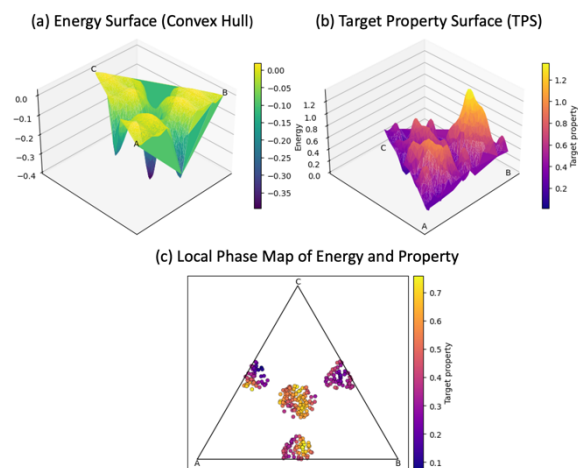 (a) Energy Surface (Convex Hull)
(b) Target Property Surface (TPS)
C
B
A
0.0
−0.1
−0.2
−0.3
−0.4
0.00
−0.05
−0.10
−0.15
−0.20
−0.25
−0.30
−0.35
Energy
1.2
1.0
0.8
0.6
0.4
0.2
0.0
C
B
A
1.2
1.0
0.8
0.6
0.4
0.2
Target property
(c) Local Phase Map of Energy and Property
C
A
B
0.7
0.6
0.5
0.4
0.3
0.2
0.1
Target property